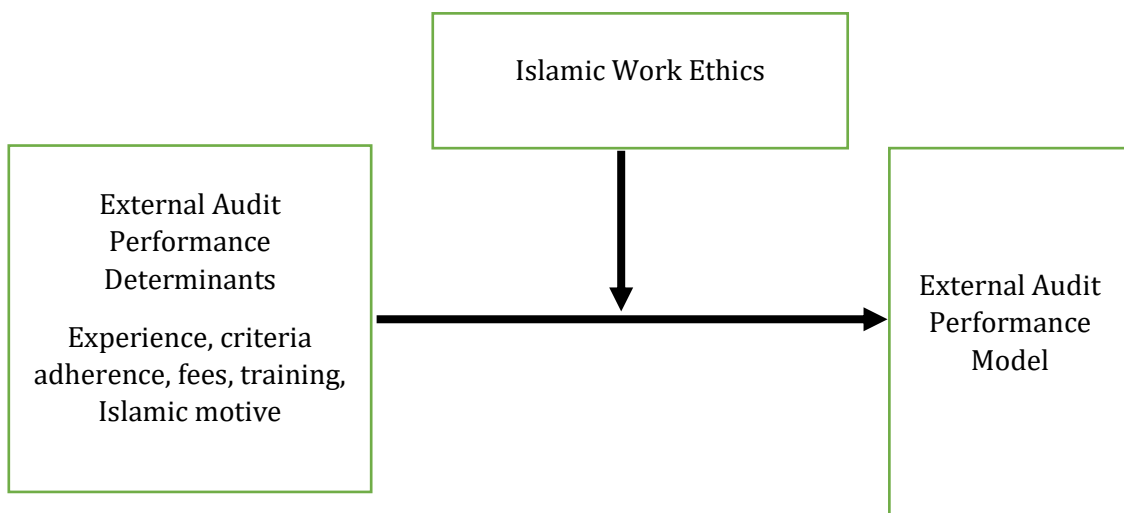 Islamic Work Ethics
External Audit
Performance
Determinants
Experience, criteria
adherence, fees, training,
Islamic motive
External Audit
Performance
Model